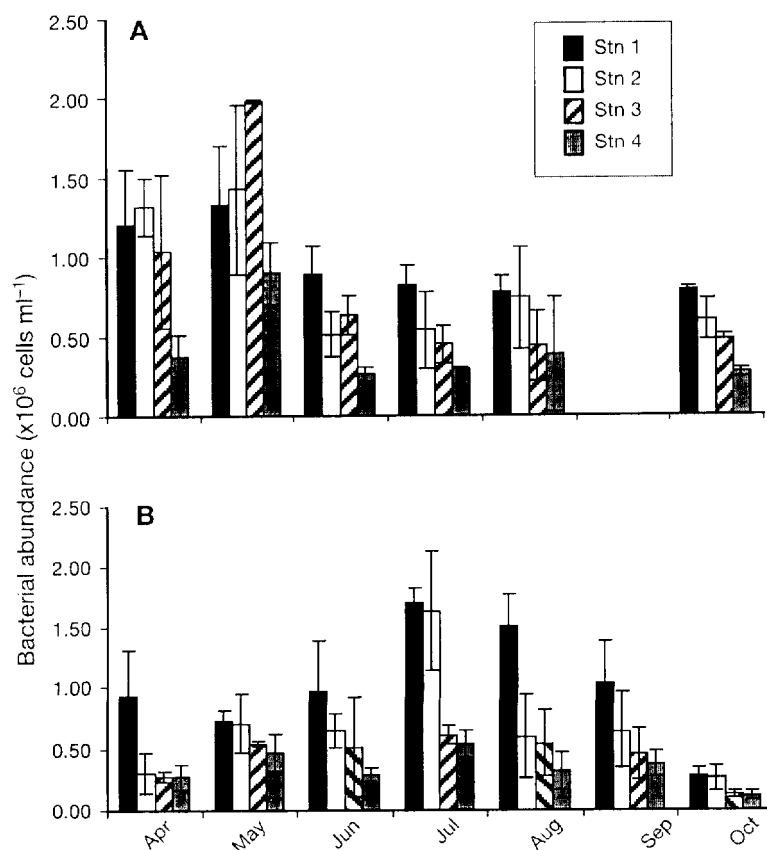 A
2.50
2.00
1.50
1.00
0.50
0.00
Stn 1
Stn 2
Stn 3
Stn 4
Bacterial abundance (x10⁶ cells ml⁻¹)
B
2.50
2.00
1.50
1.00
0.50
0.00
Apr
May
Jun
Jul
Aug
Sep
Oct